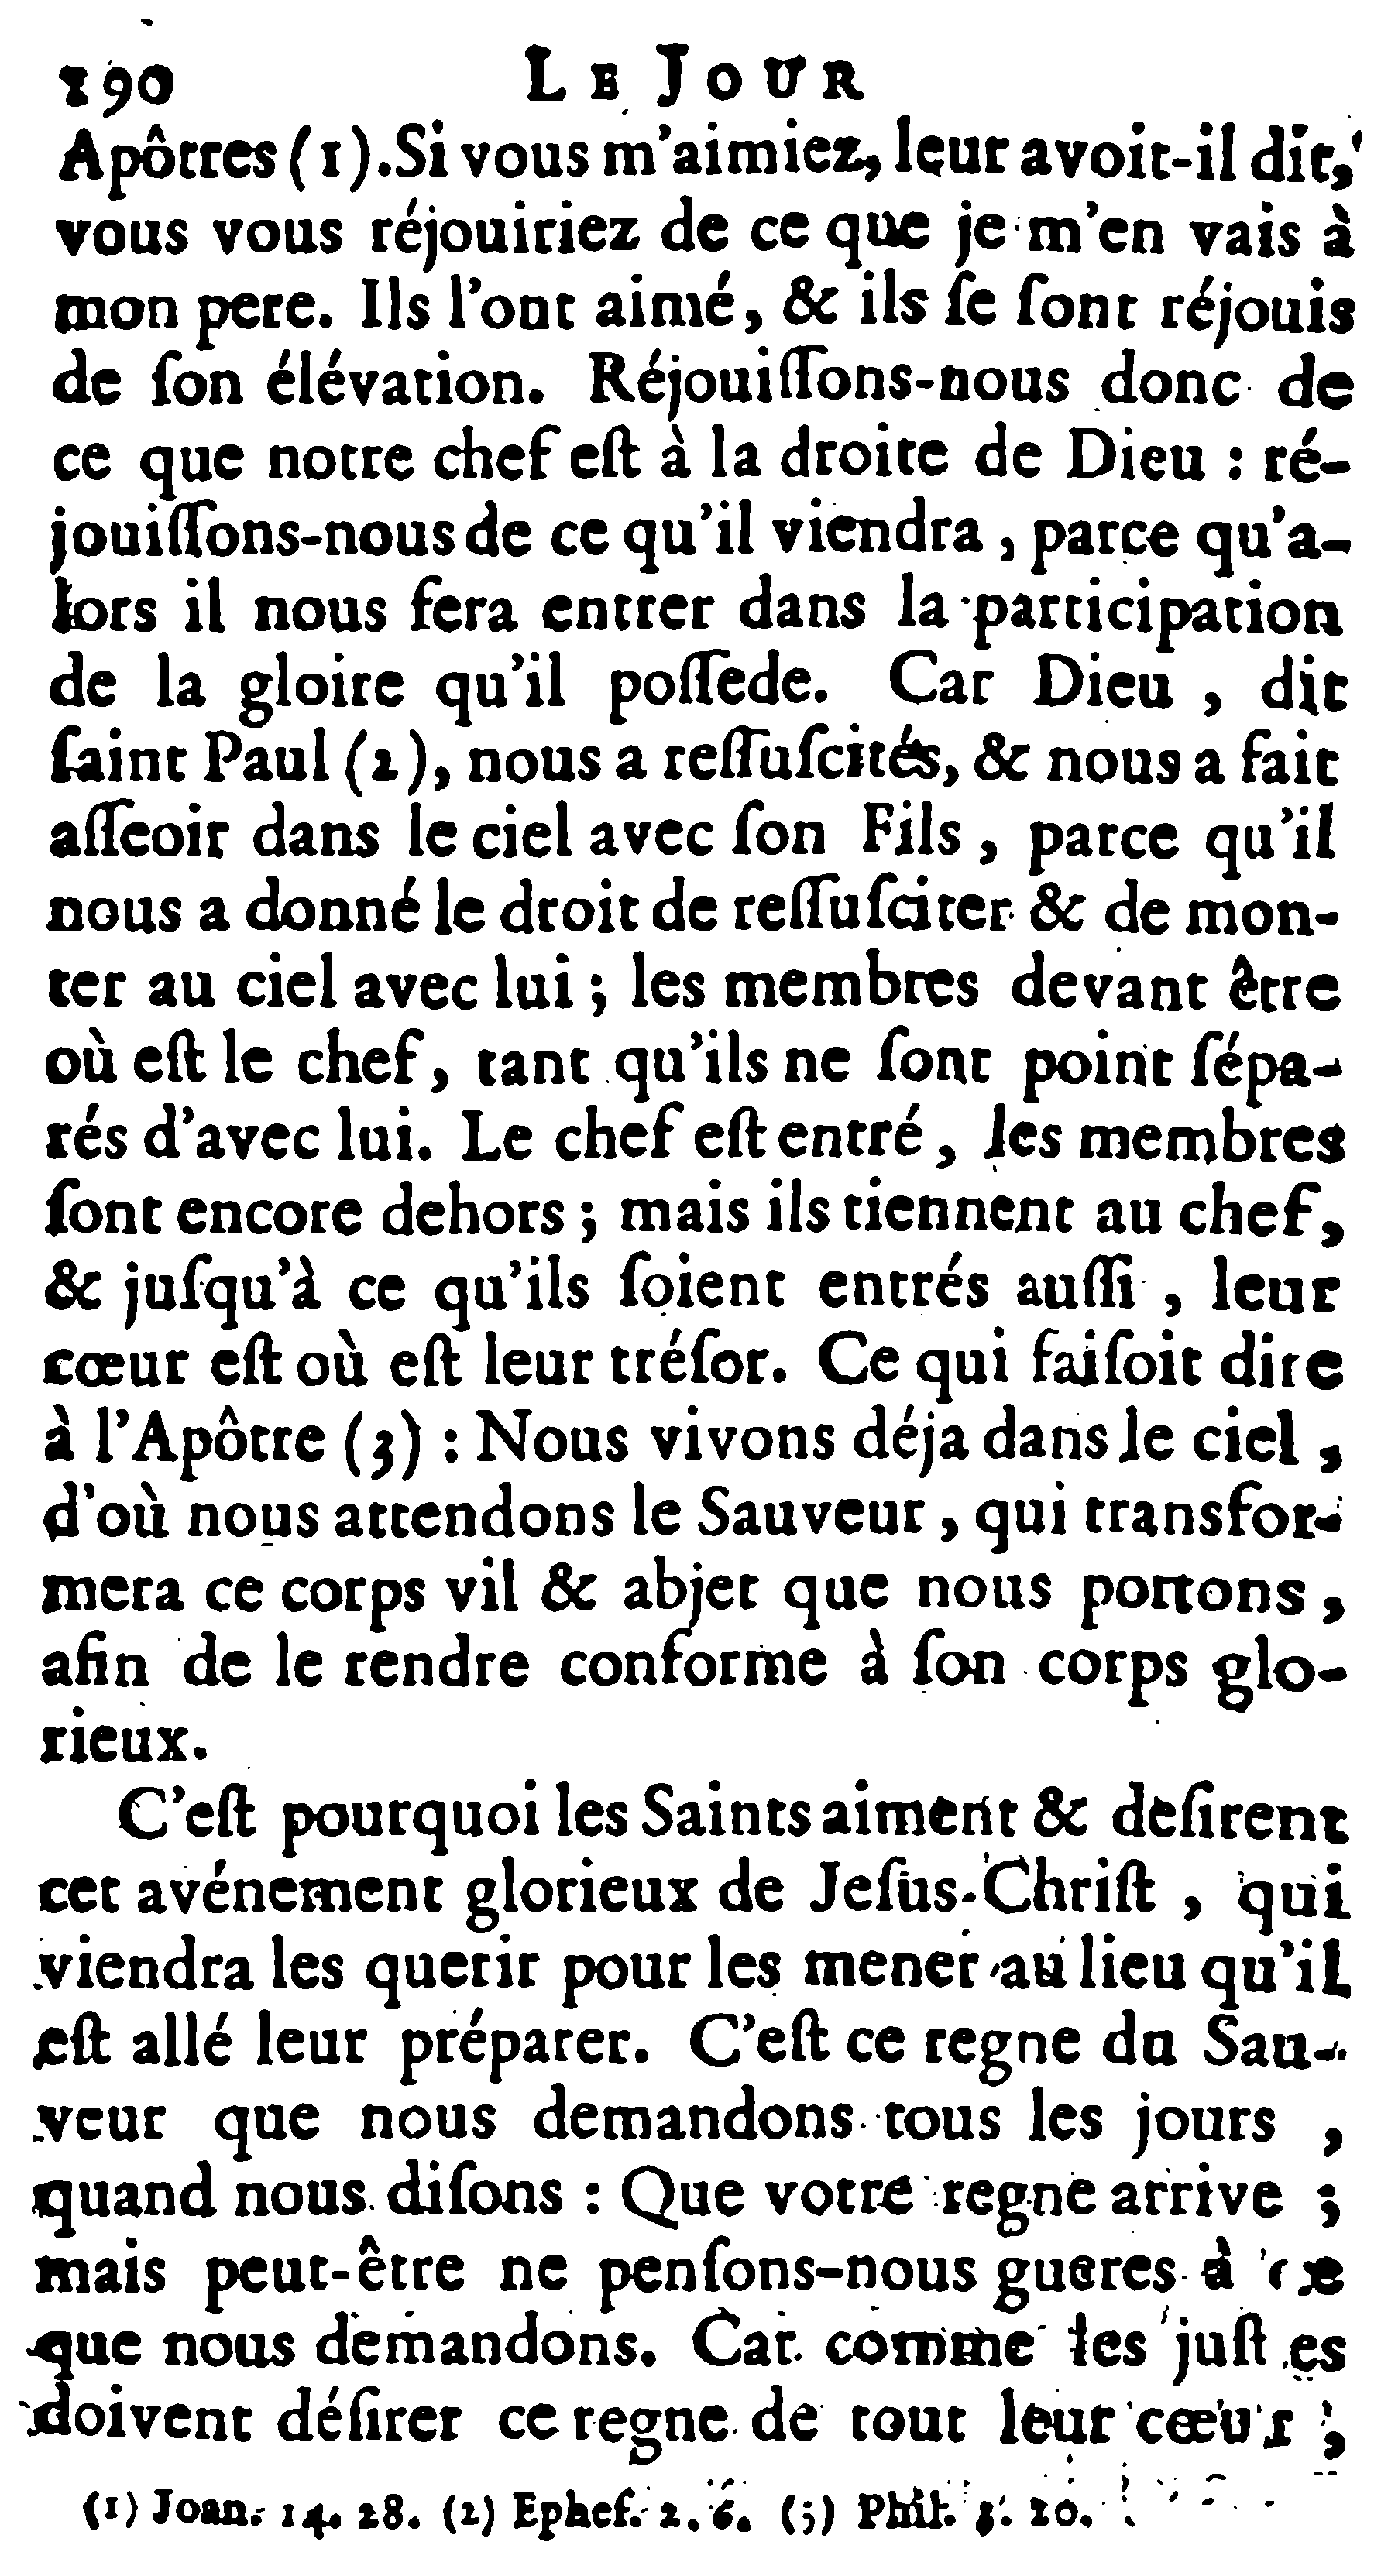 190 LE JOUR
Apôtres (1). Si vous m'aimiez, leur avoit-il dit,
vous vous réjouiriez de ce que je m'en vais à
mon pere. Ils l'ont aimé, & ils ſe ſont réjouis
de ſon élévation. Réjouiſſons-nous donc de
ce que notre chef eſt à la droite de Dieu : ré-
jouiſſons-nous de ce qu'il viendra, parce qu'a-
lors il nous fera entrer dans la participation
de la gloire qu'il poſſede. Car Dieu, dit
ſaint Paul (2), nous a reſſuſcités, & nous a fait
aſſeoir dans le ciel avec ſon Fils, parce qu'il
nous a donné le droit de reſſuſciter & de mon-
ter au ciel avec lui ; les membres devant être
où eſt le chef, tant qu'ils ne ſont point ſépa-
rés d'avec lui. Le chef eſt entré, les membres
ſont encore dehors ; mais ils tiennent au chef,
& juſqu'à ce qu'ils ſoient entrés auſſi, leur
cœur eſt où eſt leur tréſor. Ce qui faiſoit dire
à l'Apôtre (3) : Nous vivons déja dans le ciel,
d'où nous attendons le Sauveur, qui transfor-
mera ce corps vil & abjet que nous portons,
afin de le rendre conforme à ſon corps glo-
rieux.
C'eſt pourquoi les Saints aiment & deſirent
cet avénement glorieux de Jeſus-Chriſt, qui
viendra les querir pour les mener au lieu qu'il
eſt allé leur préparer. C'eſt ce regne du Sau-
veur que nous demandons tous les jours,
quand nous diſons : Que votre regne arrive ;
mais peut-être ne penſons-nous gueres à ce
que nous demandons. Car comme les juſtes
doivent déſirer ce regne de tout leur cœur,
(1) Joan. 14. 28. (2) Epheſ. 2. 6. (3) Phil. 3. 20.